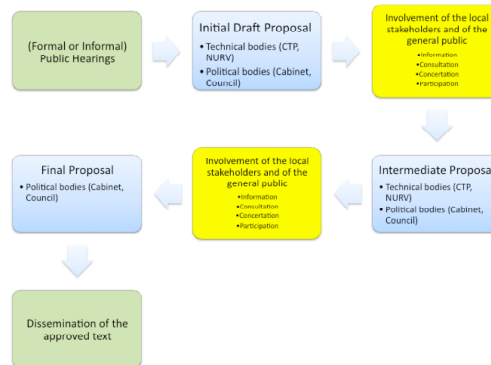 (Formal or Informal)
Public Hearings
Initial Draft Proposal
• Technical bodies (CTP,
NURV)
• Political bodies (Cabinet,
Council)
Involvement of the local
stakeholders and of the
general public
•Information
•Consultation
•Concertation
•Participation
Final Proposal
• Political bodies (Cabinet,
Council)
Involvement of the local
stakeholders and of the
general public
•Information
•Consultation
•Concertation
•Participation
Intermediate Proposa
• Technical bodies (CTP,
NURV)
• Political bodies (Cabinet,
Council)
Dissemination of the
approved text